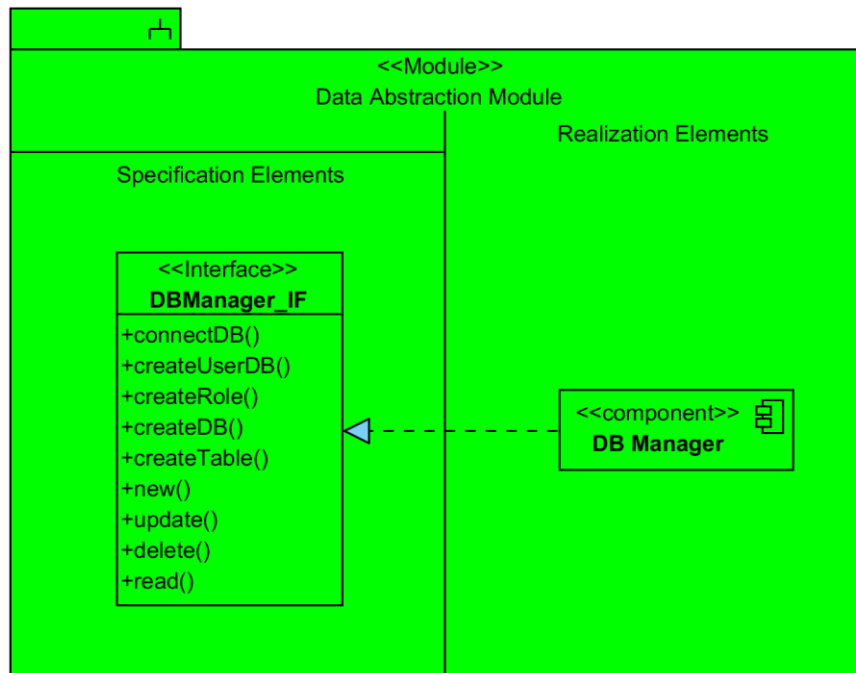 <<Module>>
Data Abstraction Module
Realization Elements
Specification Elements
<<Interface>>
DBManager_IF
+connectDB()
+createUserDB()
+createRole()
+createDB()
+createTable()
+new()
+update()
+delete()
+read()
<<component>>
DB Manager